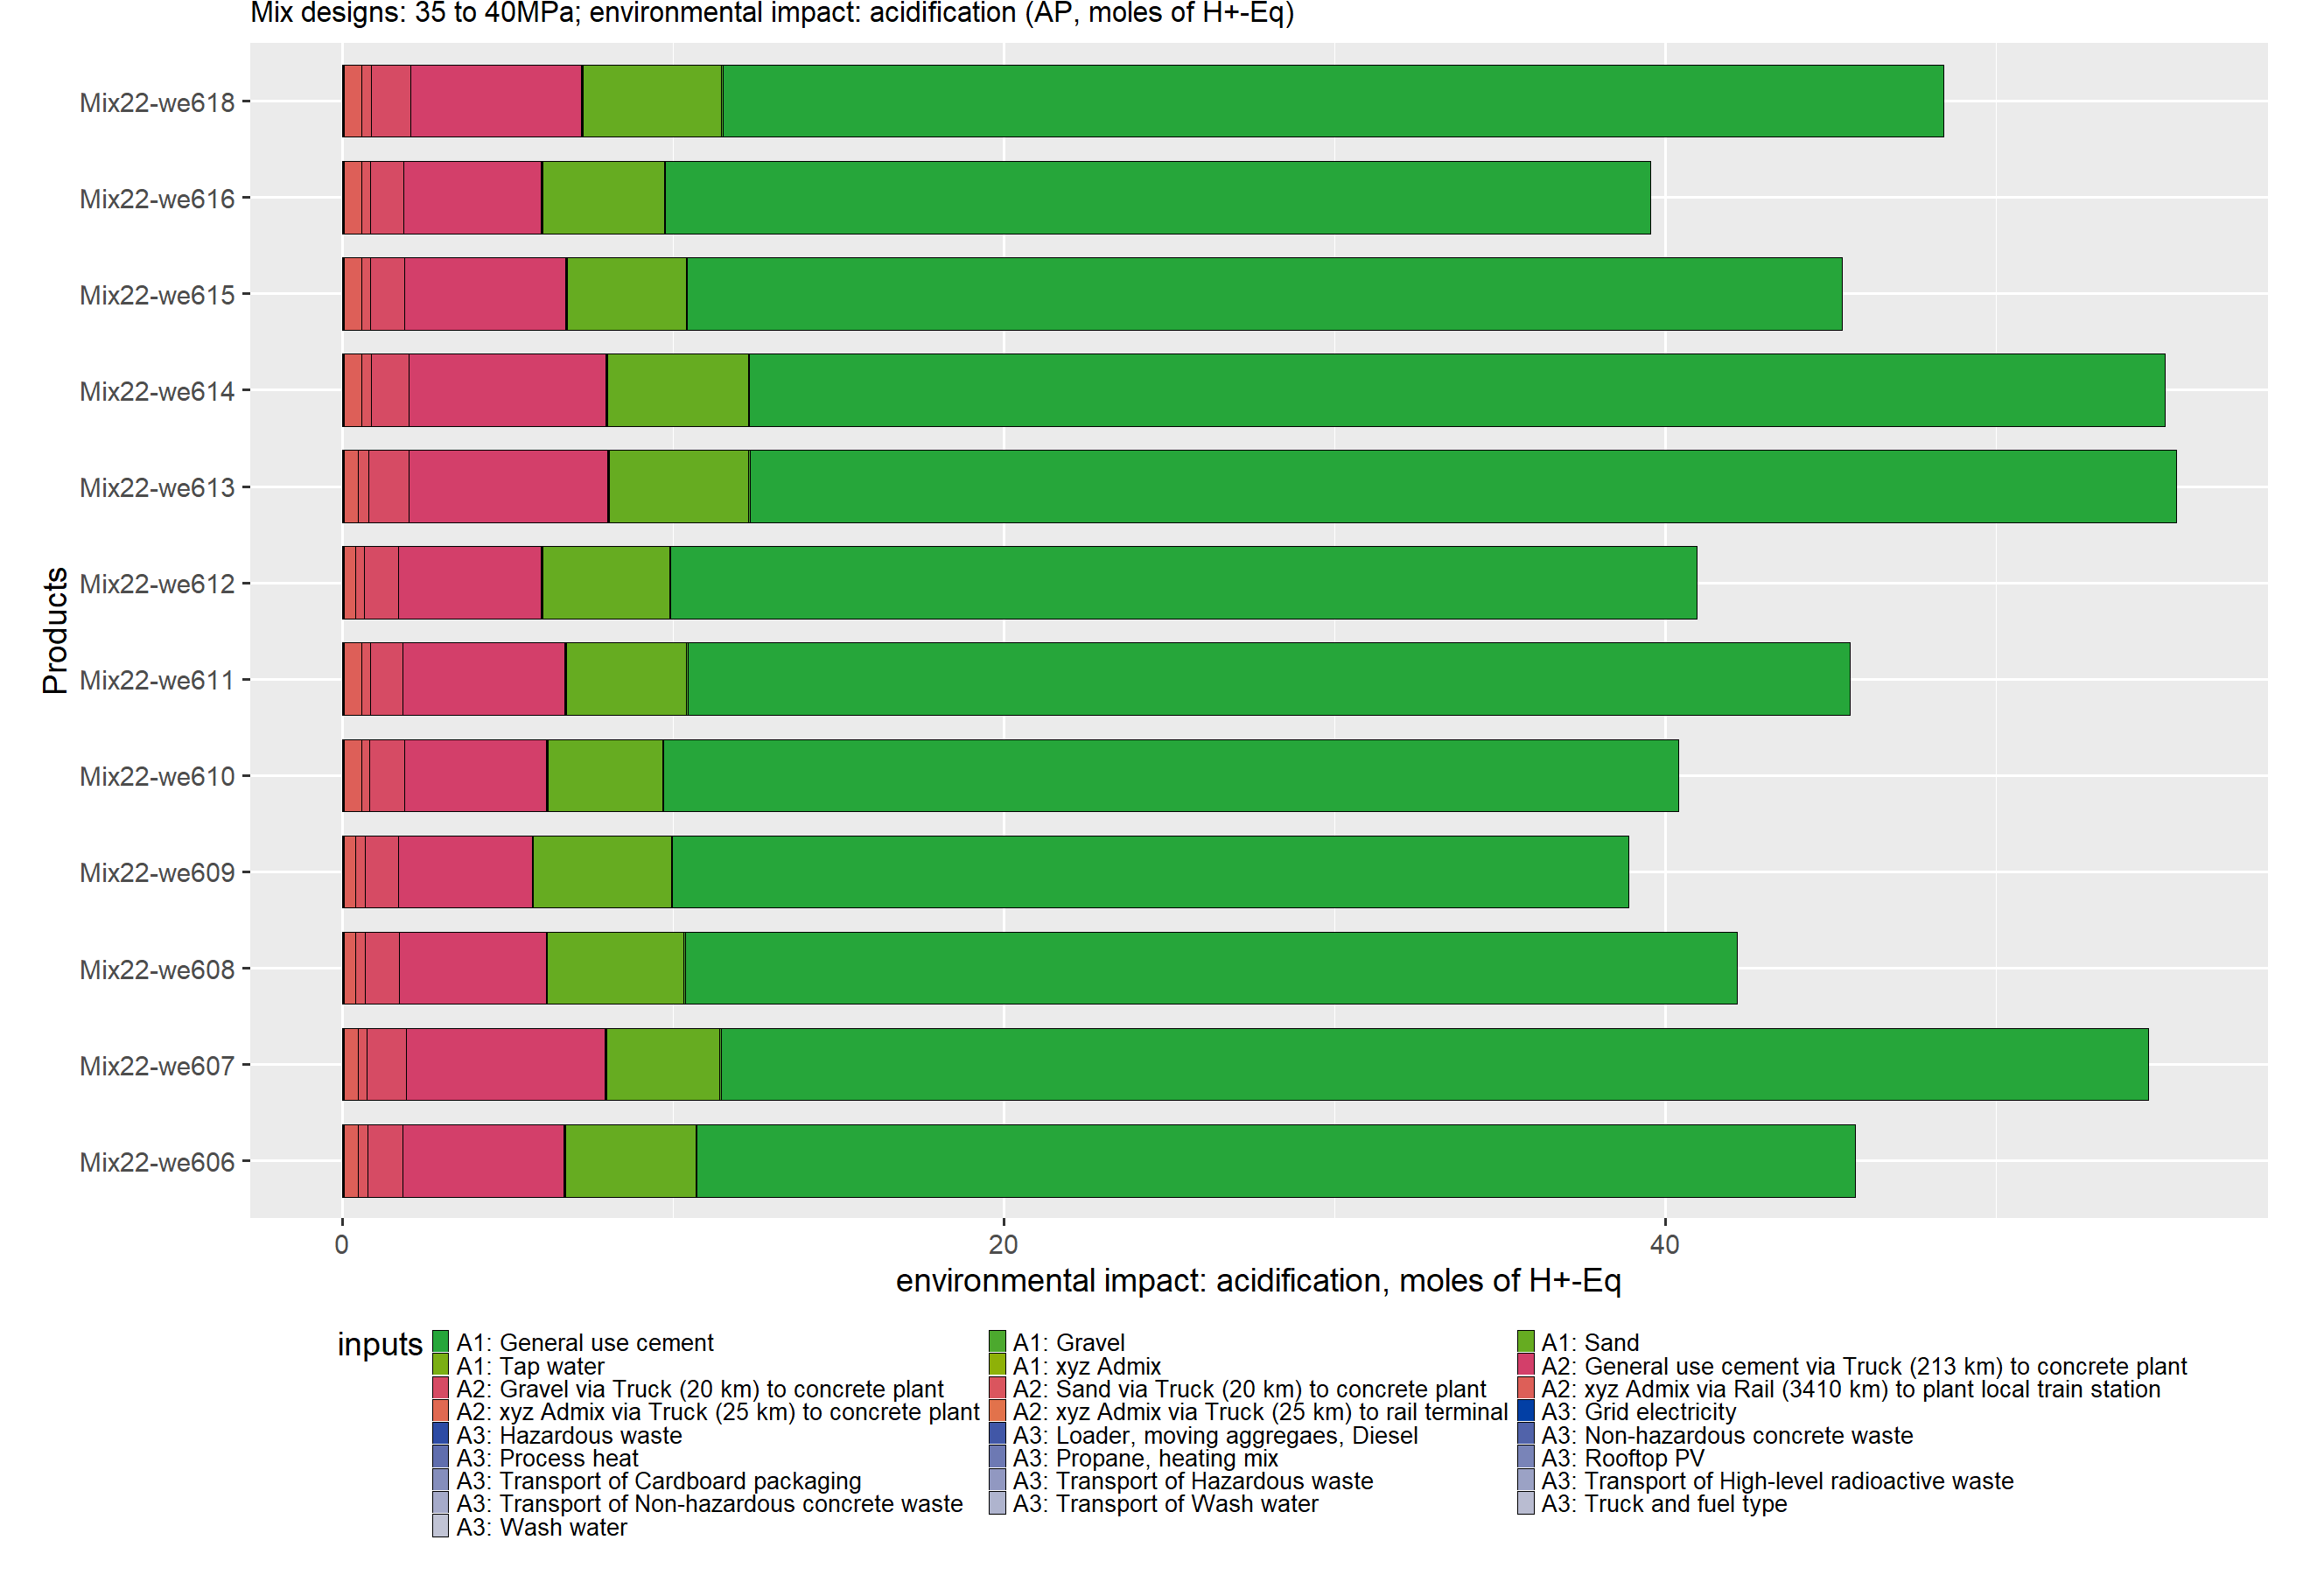 Mix designs: 35 to 40MPa; environmental impact: acidification (AP, moles of H+-Eq)
Products
Mix22-we618
Mix22-we616
Mix22-we615
Mix22-we614
Mix22-we613
Mix22-we612
Mix22-we611
Mix22-we610
Mix22-we609
Mix22-we608
Mix22-we607
Mix22-we606
0 20 40
environmental impact: acidification, moles of H+-Eq
inputs A1: General use cement A1: Gravel A1: Sand
A1: Tap water A1: xyz Admix A2: General use cement via Truck (213 km) to concrete plant
A2: Gravel via Truck (20 km) to concrete plant A2: Sand via Truck (20 km) to concrete plant A2: xyz Admix via Rail (3410 km) to plant local train station
A2: xyz Admix via Truck (25 km) to concrete plant A2: xyz Admix via Truck (25 km) to rail terminal A3: Grid electricity
A3: Hazardous waste A3: Loader, moving aggregaes, Diesel A3: Non-hazardous concrete waste
A3: Process heat A3: Propane, heating mix A3: Rooftop PV
A3: Transport of Cardboard packaging A3: Transport of Hazardous waste A3: Transport of High-level radioactive waste
A3: Transport of Non-hazardous concrete waste A3: Transport of Wash water A3: Truck and fuel type
A3: Wash water